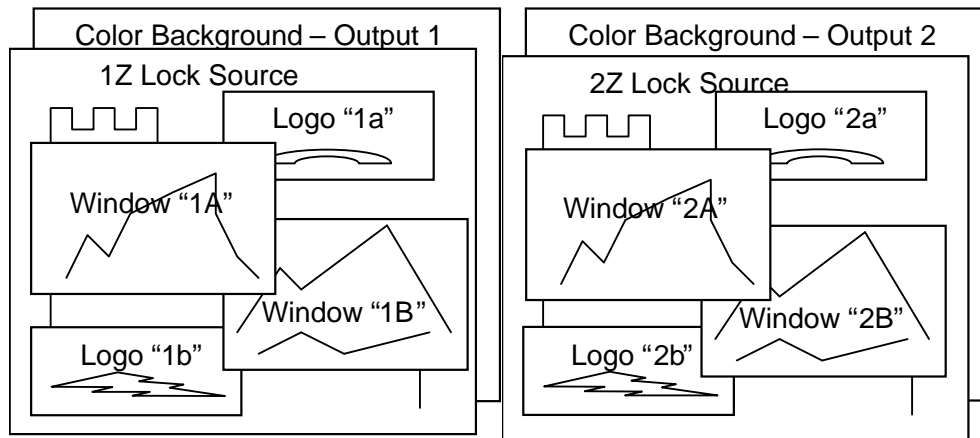 Color Background – Output 1
1Z Lock Source
Logo “1a”
Window “1A”
Window “1B”
Logo “1b”
Color Background – Output 2
2Z Lock Source
Logo “2a”
Window “2A”
Window “2B”
Logo “2b”